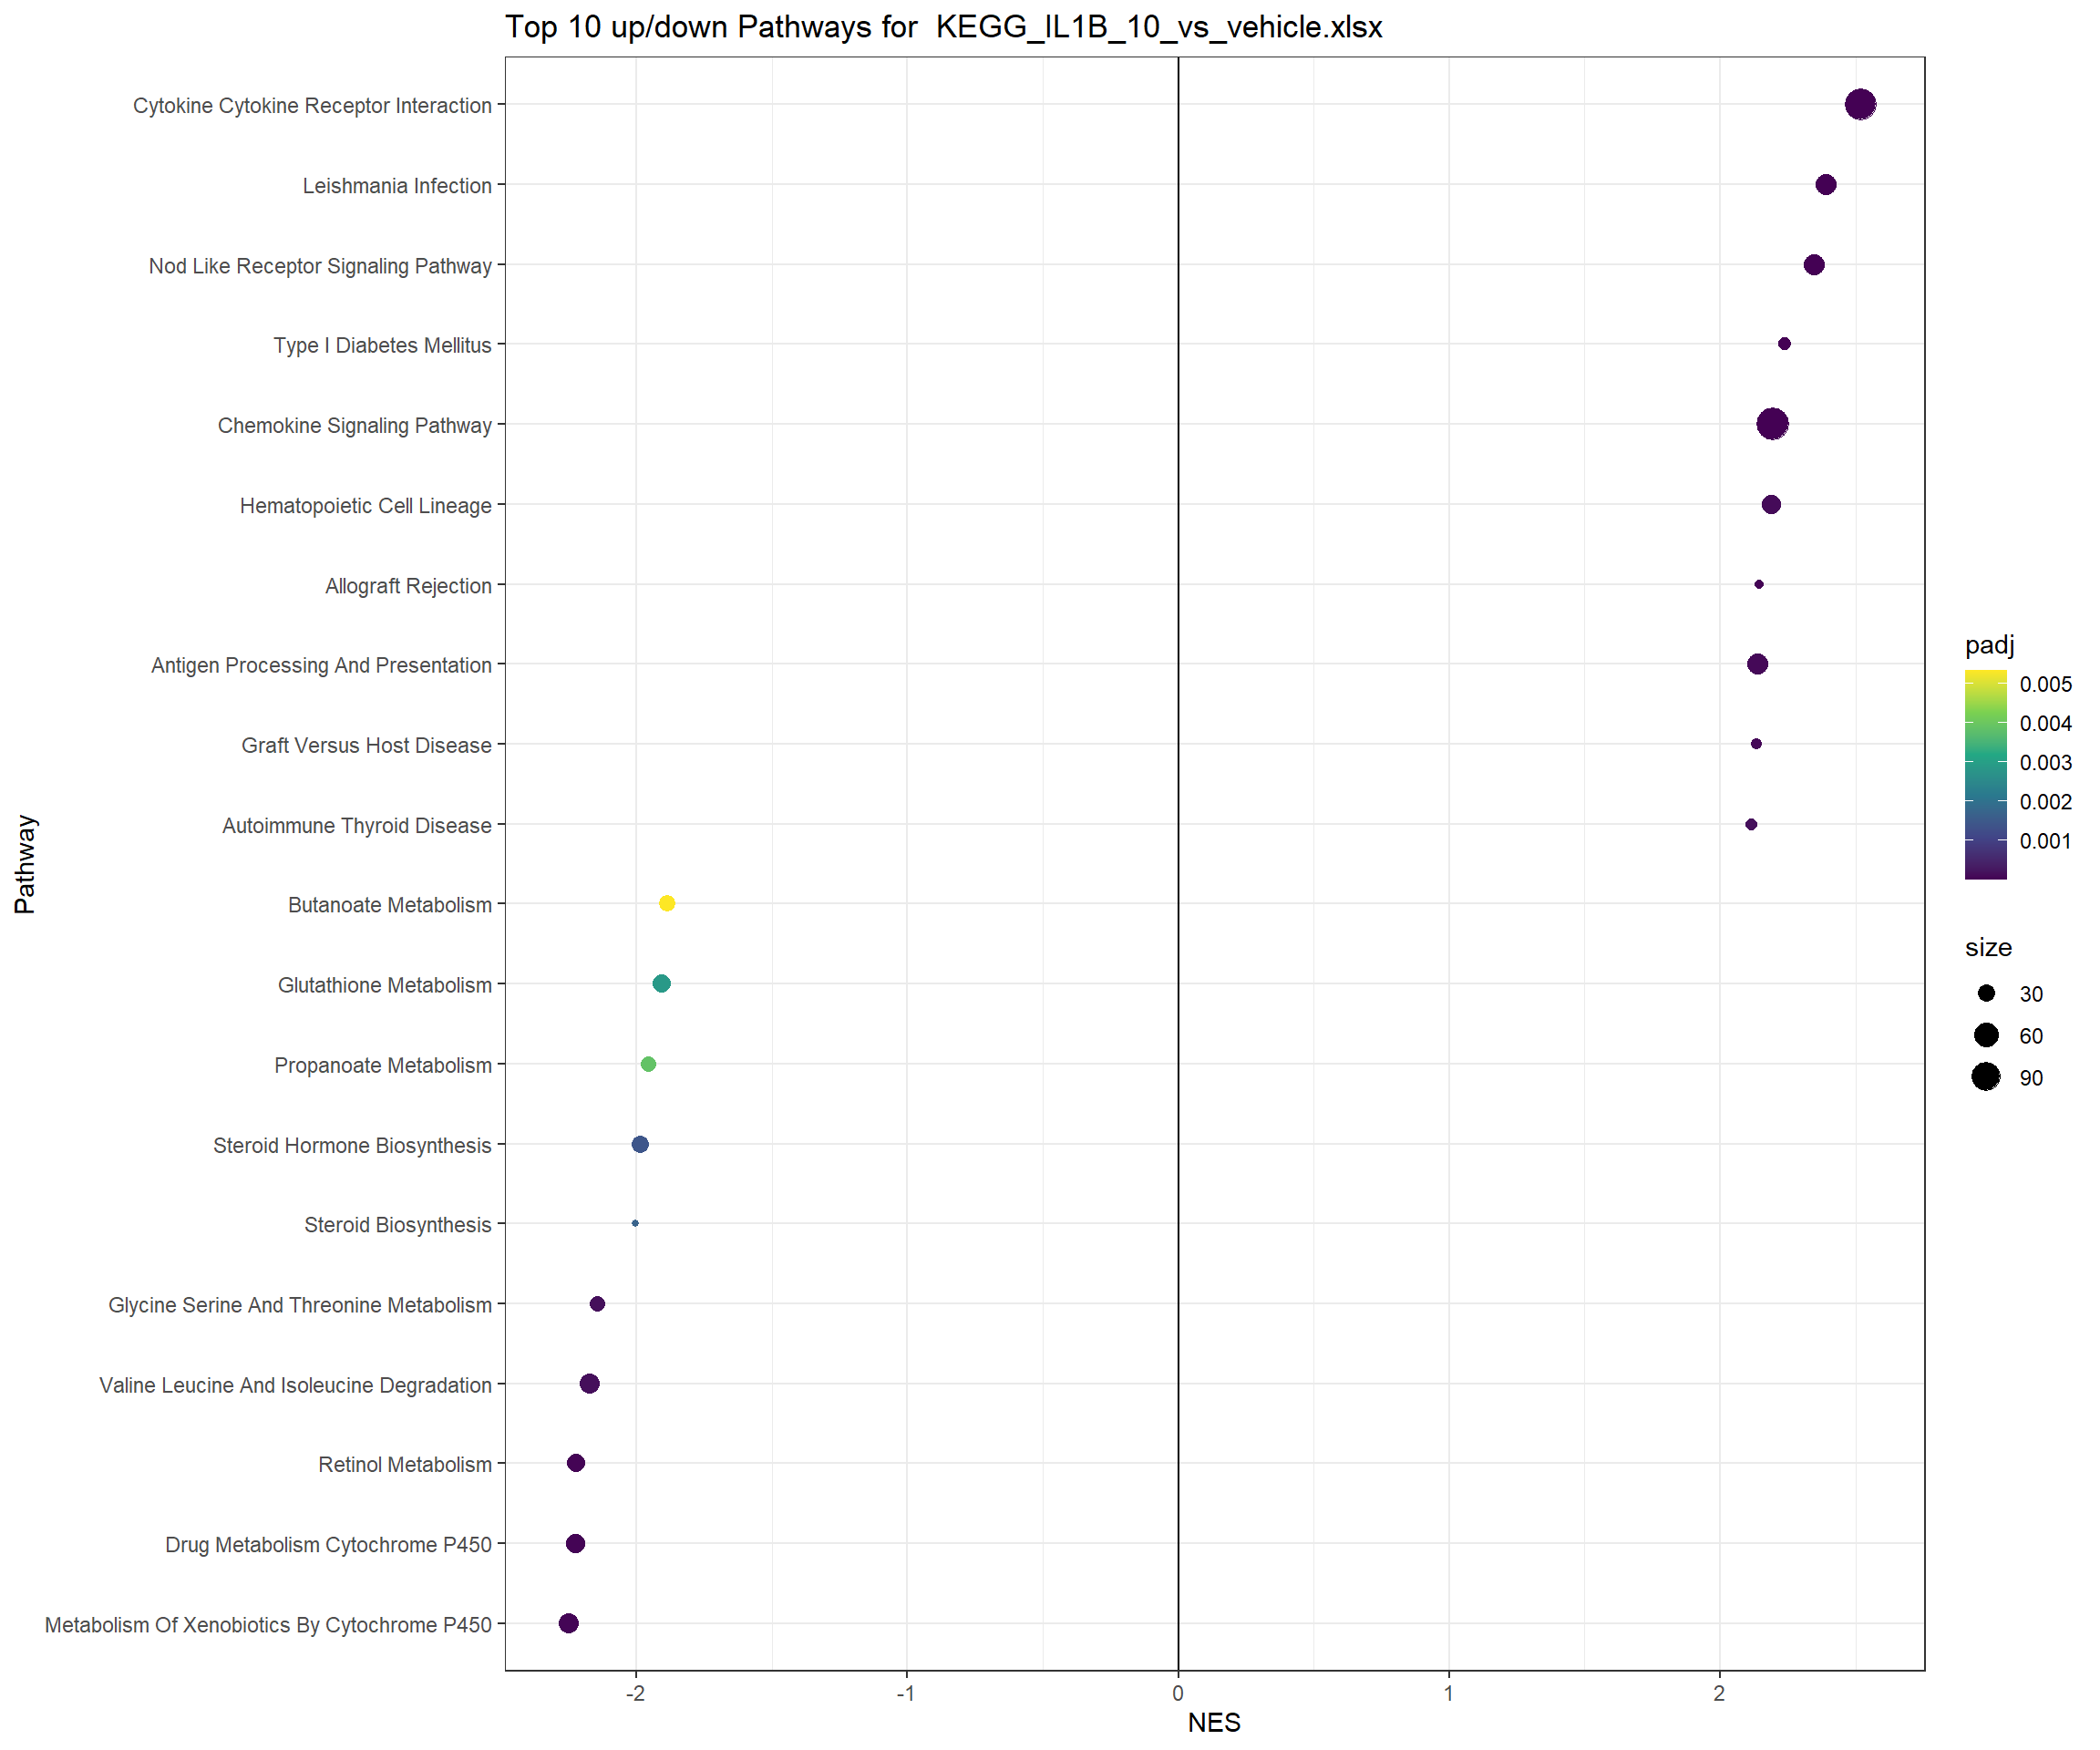 Top 10 up/down Pathways for  KEGG_IL1B_10_vs_vehicle.xlsx
Pathway
Cytokine Cytokine Receptor Interaction
Leishmania Infection
Nod Like Receptor Signaling Pathway
Type I Diabetes Mellitus
Chemokine Signaling Pathway
Hematopoietic Cell Lineage
Allograft Rejection
Antigen Processing And Presentation
Graft Versus Host Disease
Autoimmune Thyroid Disease
Butanoate Metabolism
Glutathione Metabolism
Propanoate Metabolism
Steroid Hormone Biosynthesis
Steroid Biosynthesis
Glycine Serine And Threonine Metabolism
Valine Leucine And Isoleucine Degradation
Retinol Metabolism
Drug Metabolism Cytochrome P450
Metabolism Of Xenobiotics By Cytochrome P450
-2 -1 0 1 2
NES
padj
0.005
0.004
0.003
0.002
0.001
size
30
60
90